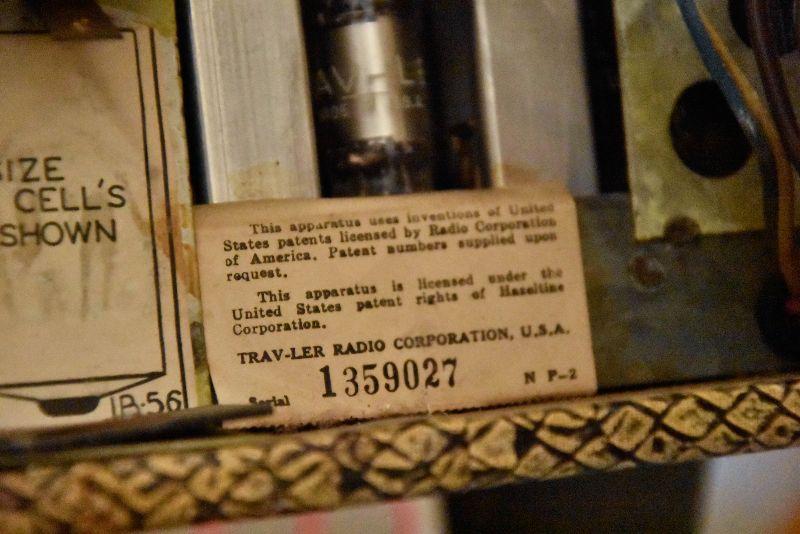 SIZE
CELL'S
SHOWN
IB-56
TRAV-LER
This apparatus uses inventions of United
States patents licensed by Radio Corporation
of America. Patent numbers supplied upon
request.
This apparatus is licensed under the
United States patent rights of Hazeltine
Corporation.
TRAV-LER RADIO CORPORATION, U.S.A.
Serial 1359027 N P-2